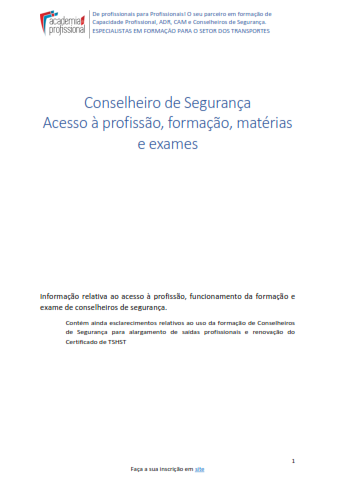 academia
profissional
De profissionais para Profissionais! O seu parceiro em formação de
Capacidade Profissional, ADR, CAM e Conselheiros de Segurança.
ESPECIALISTAS EM FORMAÇÃO PARA O SETOR DOS TRANSPORTES
Conselheiro de Segurança
Acesso à profissão, formação, matérias
e exames
Informação relativa ao acesso à profissão, funcionamento da formação e
exame de conselheiros de segurança.
Contém ainda esclarecimentos relativos ao uso da formação de Conselheiros
de Segurança para alargamento de saídas profissionais e renovação do
Certificado de TSHST
1
Faça a sua inscrição em site